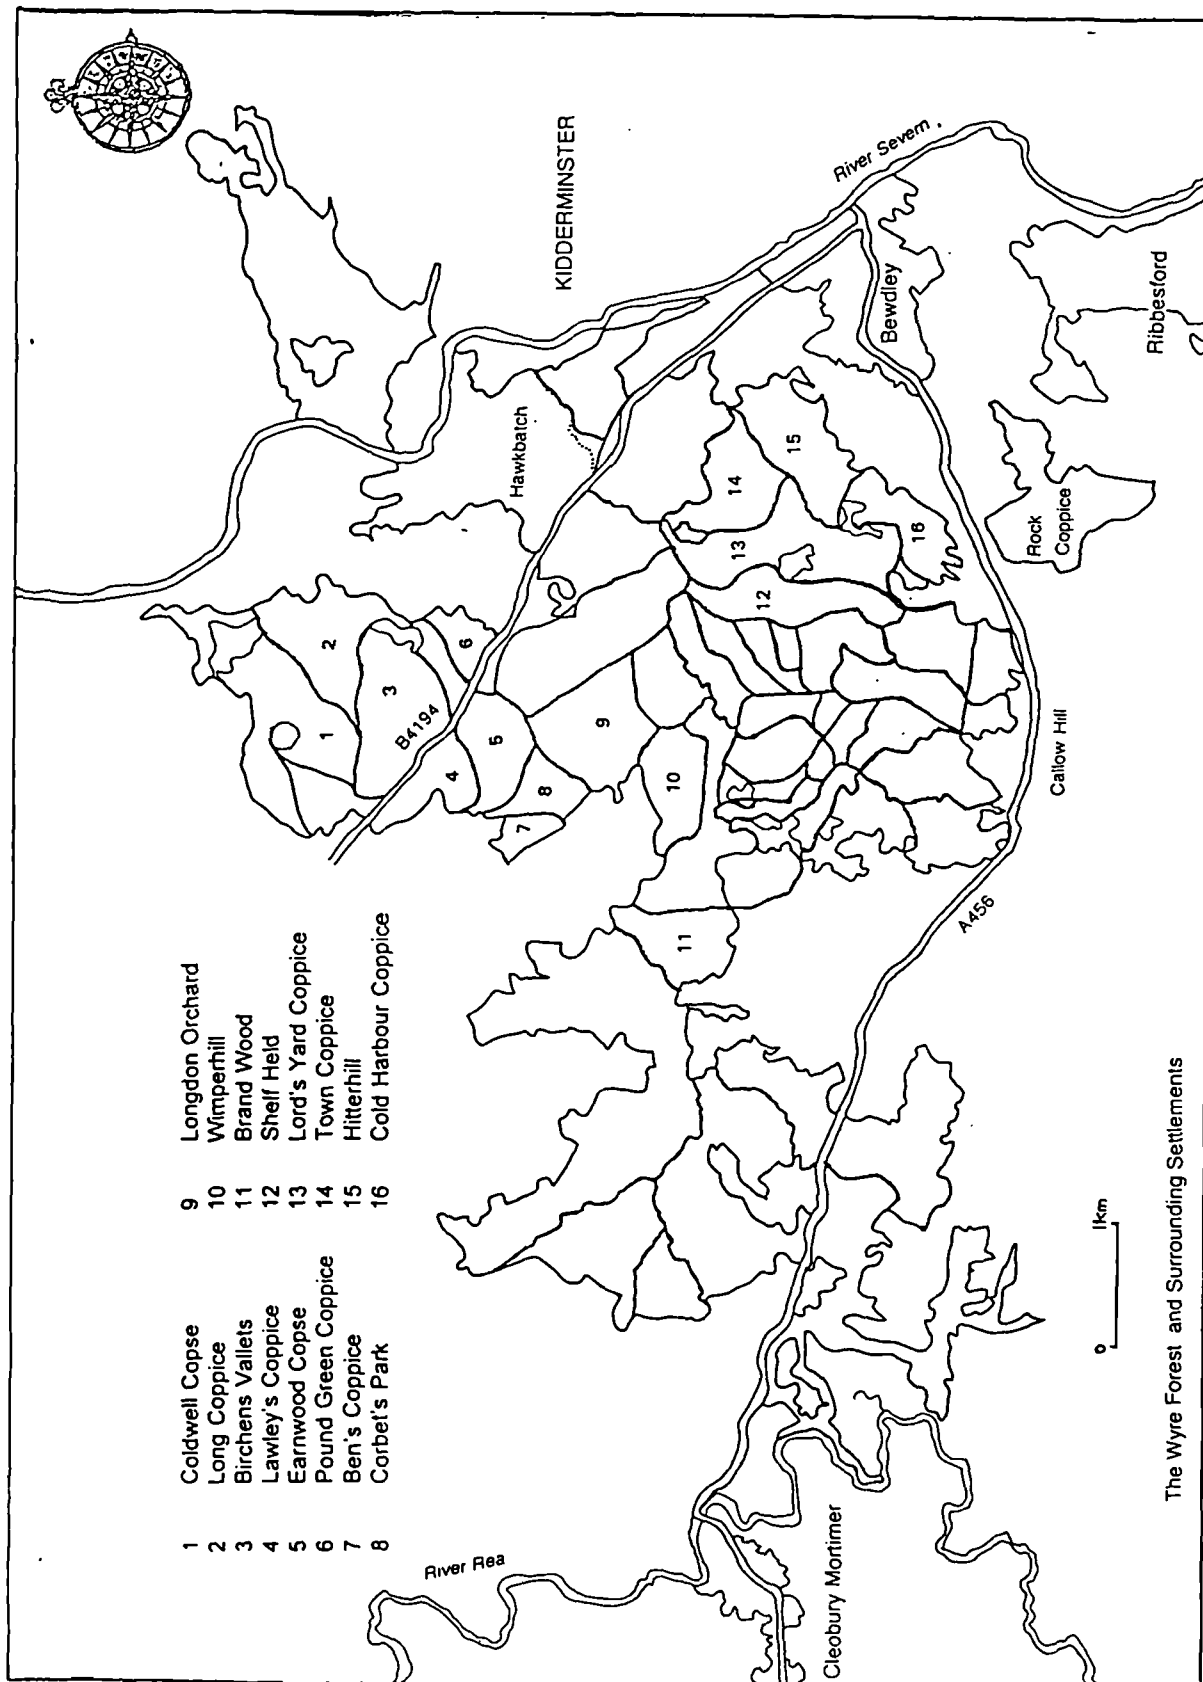 1 Coldwell Copse
2 Long Coppice
3 Birchens Vallets
4 Lawley's Coppice
5 Earnwood Copse
6 Pound Green Coppice
7 Ben's Coppice
8 Corbet's Park
9 Longdon Orchard
10 Wimperhill
11 Brand Wood
12 Shelf Held
13 Lord's Yard Coppice
14 Town Coppice
15 Hitterhill
16 Cold Harbour Coppice
KIDDERMINSTER
River Severn
Hawkbatch
B4194
1
2
3
4
5
6
7
8
9
10
11
12
13
14
15
16
Bewdley
Ribbesford
Rock
Coppice
Callow Hill
A456
River Rea
Cleobury Mortimer
0 1km
The Wyre Forest and Surrounding Settlements